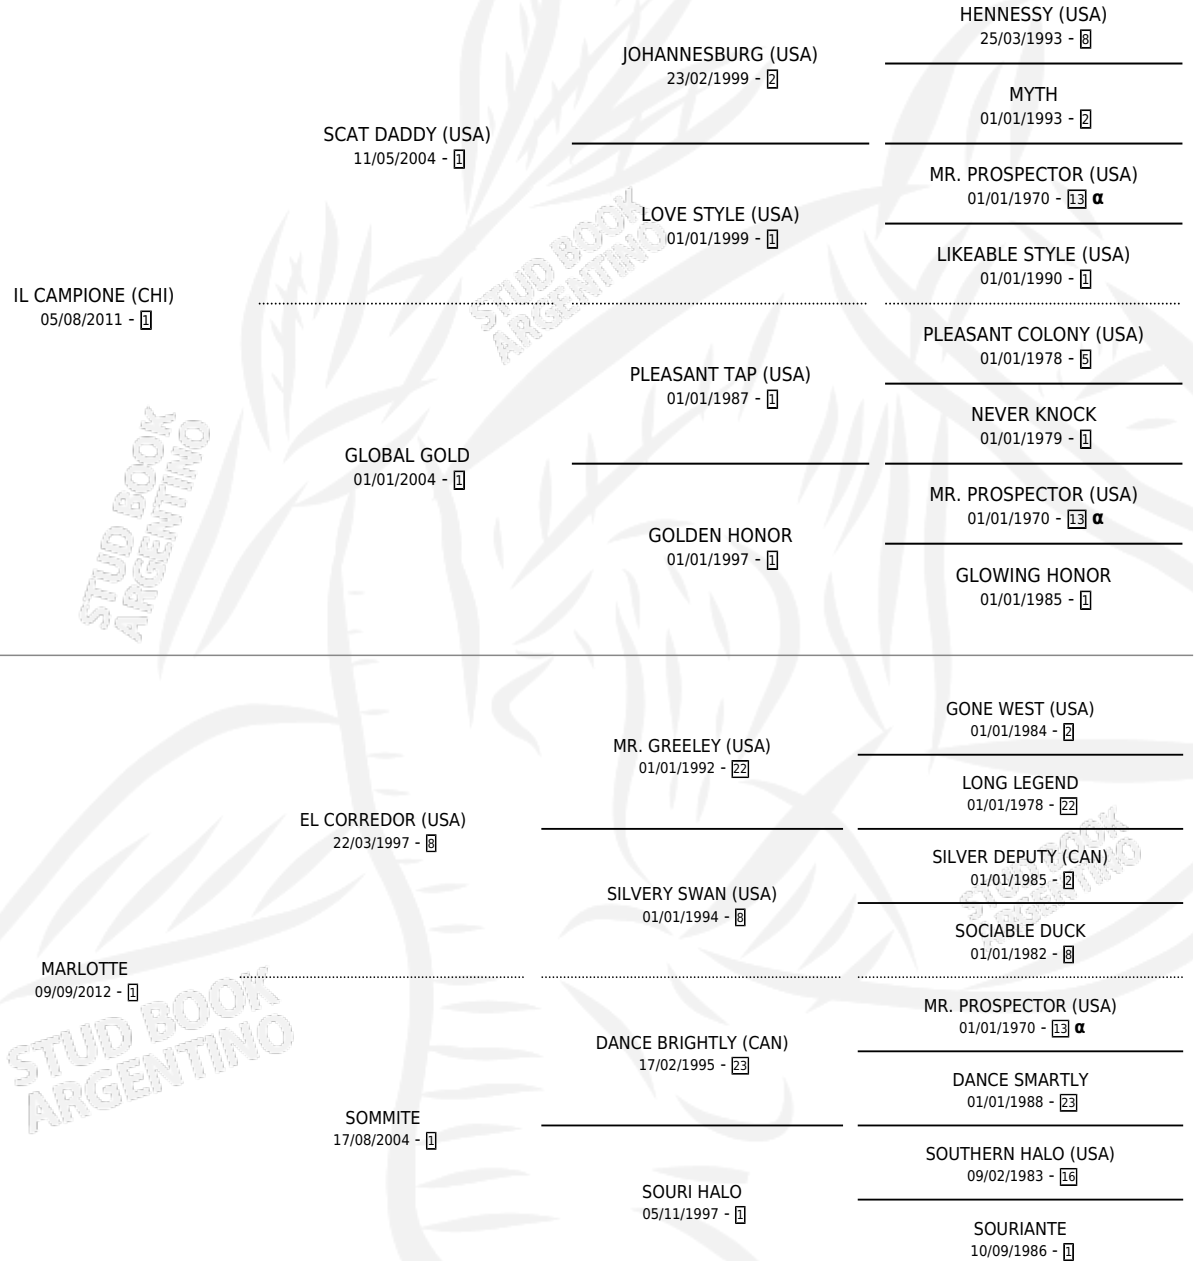 HENNESSY (USA)
25/03/1993 - 8
JOHANNESBURG (USA)
23/02/1999 - 2
MYTH
01/01/1993 - 2
SCAT DADDY (USA)
11/05/2004 - 1
MR. PROSPECTOR (USA)
01/01/1970 - 13 α
LOVE STYLE (USA)
01/01/1999 - 1
LIKEABLE STYLE (USA)
01/01/1990 - 1
IL CAMPIONE (CHI)
05/08/2011 - 1
PLEASANT COLONY (USA)
01/01/1978 - 5
PLEASANT TAP (USA)
01/01/1987 - 1
NEVER KNOCK
01/01/1979 - 1
GLOBAL GOLD
01/01/2004 - 1
MR. PROSPECTOR (USA)
01/01/1970 - 13 α
GOLDEN HONOR
01/01/1997 - 1
GLOWING HONOR
01/01/1985 - 1
GONE WEST (USA)
01/01/1984 - 2
MR. GREELEY (USA)
01/01/1992 - 22
LONG LEGEND
01/01/1978 - 22
EL CORREDOR (USA)
22/03/1997 - 8
SILVER DEPUTY (CAN)
01/01/1985 - 2
SILVERY SWAN (USA)
01/01/1994 - 8
SOCIABLE DUCK
01/01/1982 - 8
MARLOTTE
09/09/2012 - 1
MR. PROSPECTOR (USA)
01/01/1970 - 13 α
DANCE BRIGHTLY (CAN)
17/02/1995 - 23
DANCE SMARTLY
01/01/1988 - 23
SOMMITE
17/08/2004 - 1
SOUTHERN HALO (USA)
09/02/1983 - 16
SOURI HALO
05/11/1997 - 1
SOURIANTE
10/09/1986 - 1
STUD BOOK
ARGENTINO
STUD BOOK
ARGENTINO
STUD BOOK
ARGENTINO
STUD BOOK
ARGENTINO